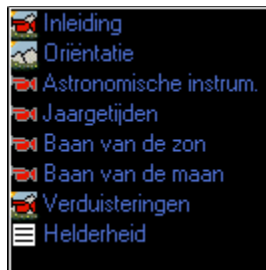 Inleiding
Oriëntatie
Astronomische instrum.
Jaargetijden
Baan van de zon
Baan van de maan
Verduisteringen
Helderheid